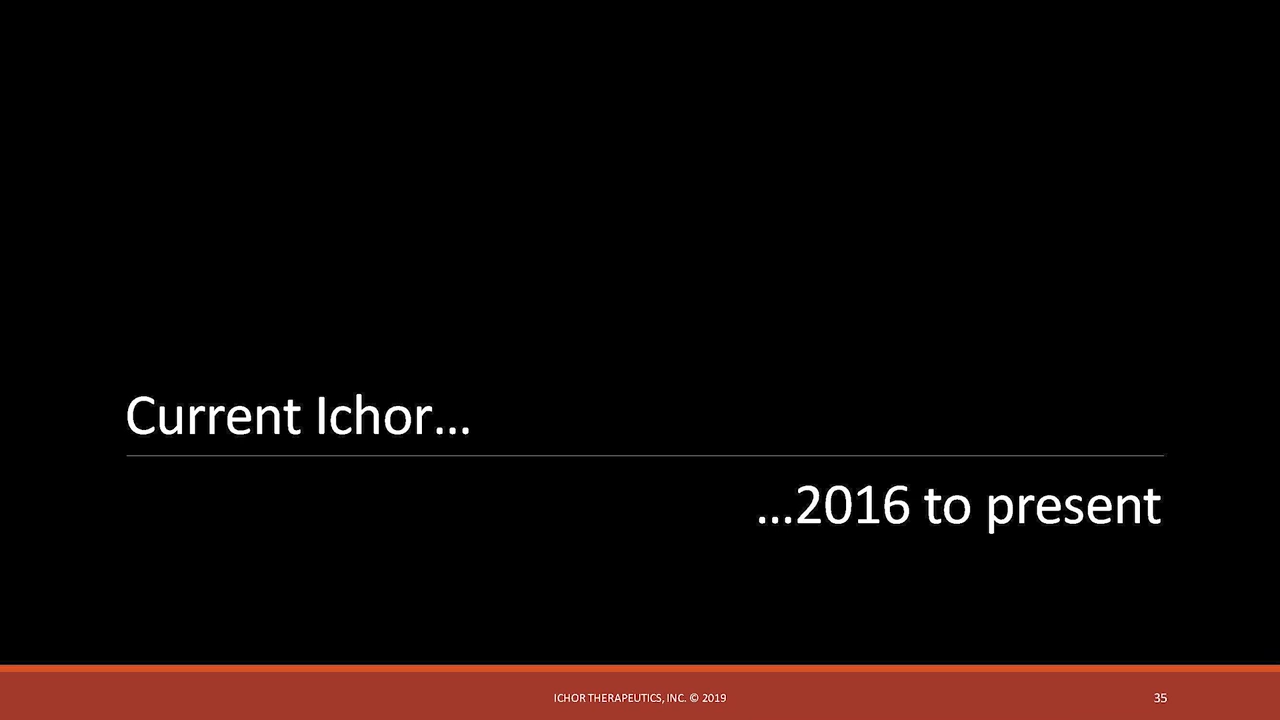 Current Ichor...
...2016 to present
ICHOR THERAPEUTICS, INC. © 2019
35